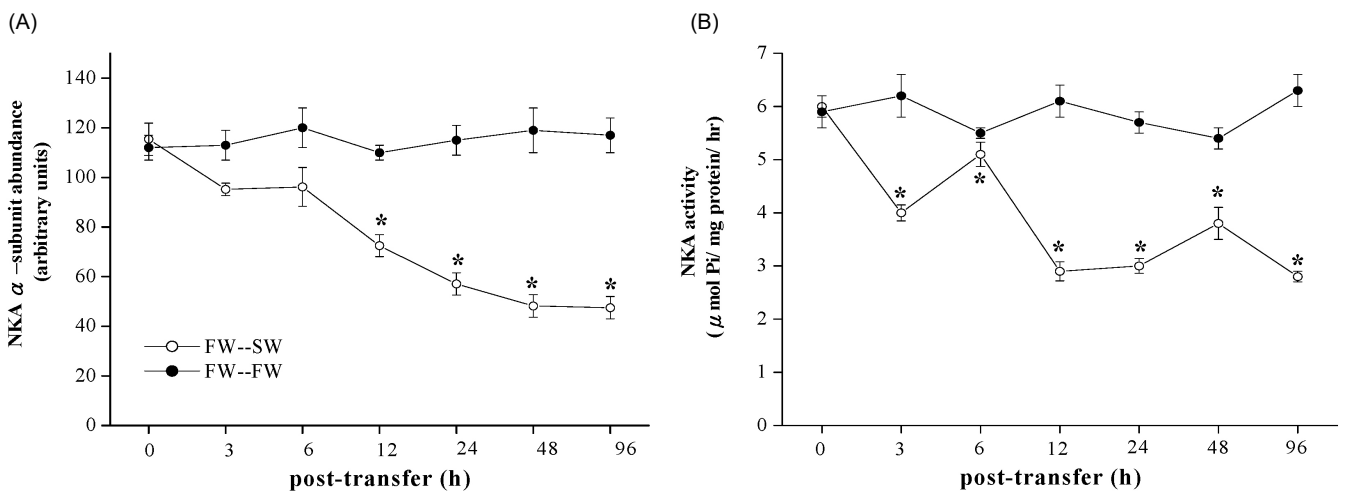 (A)
NKA α –subunit abundance
(arbitrary units)
140
120
100
80
60
40
20
0
*
*
*
*
FW--SW
FW--FW
0 3 6 12 24 48 96
post-transfer (h)
(B)
NKA activity
(μ mol Pi/ mg protein/ hr)
7
6
5
4
3
2
1
0
*
*
*
*
*
*
0 3 6 12 24 48 96
post-transfer (h)